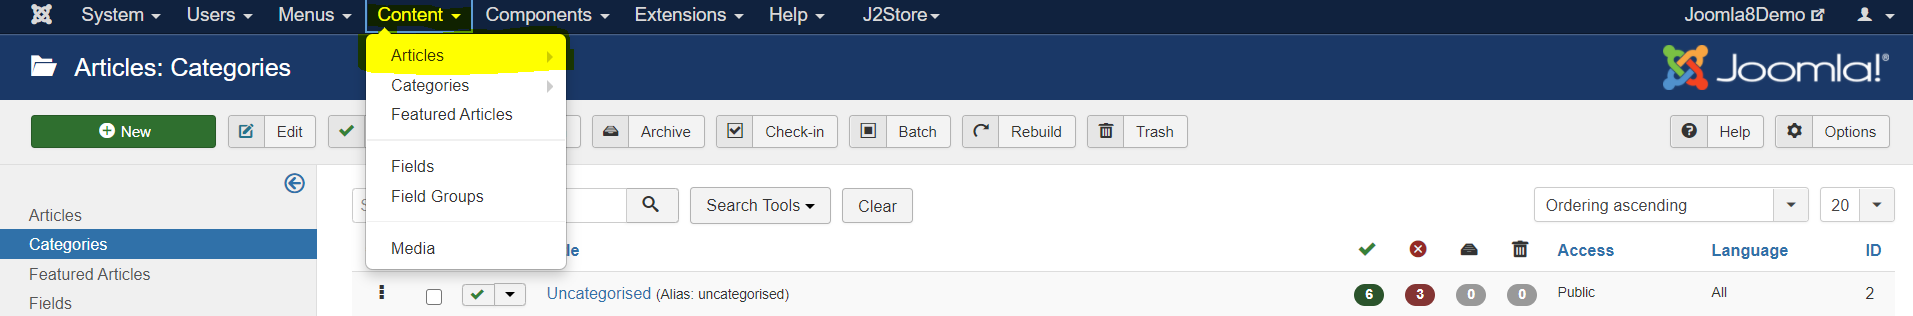 System Users Menus Content Components Extensions Help J2Store Joomla8Demo
Articles: Categories Joomla!®
Articles
Categories
Featured Articles
Fields
Field Groups
Media
New Edit Archive Check-in Batch Rebuild Trash Help Options
Search Tools Clear Ordering ascending 20
Articles
Categories
Featured Articles
Fields
Access Language ID
Uncategorised (Alias: uncategorised) 6 3 0 0 Public All 2